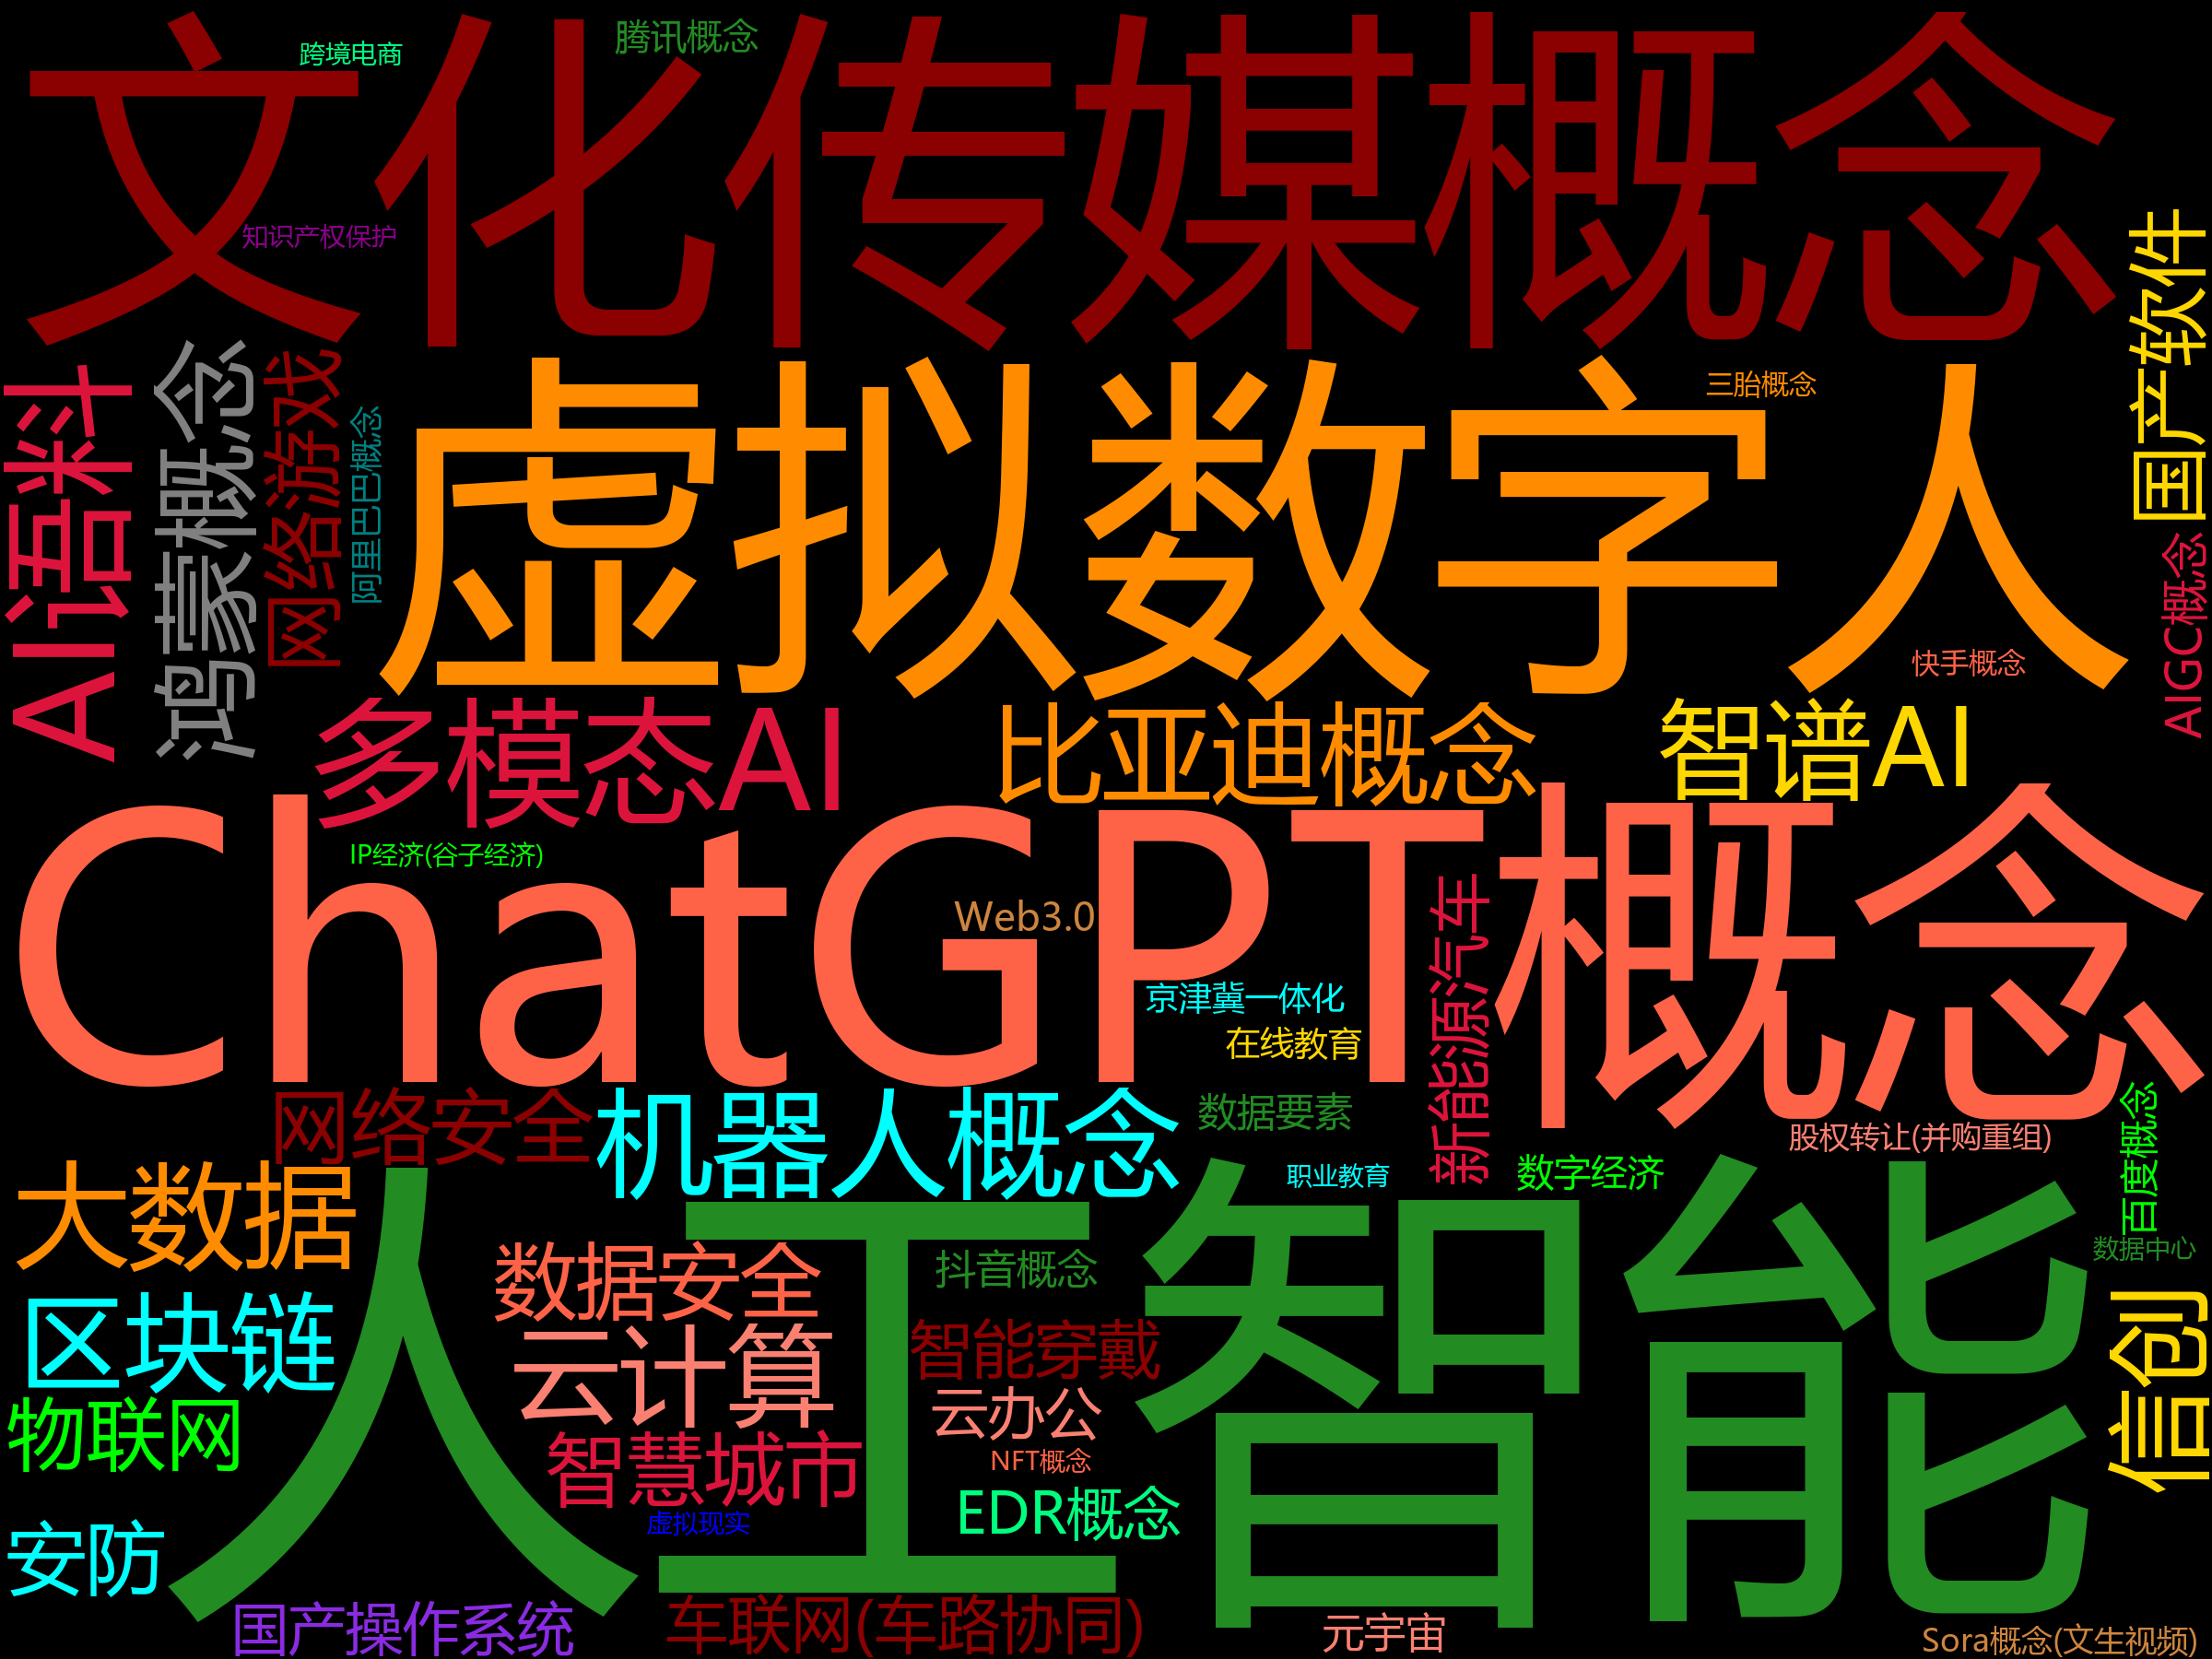 跨境电商
腾讯概念
文化传媒概念
知识产权保护
国产软件
AI语料
鸿蒙概念
网络游戏
阿里巴巴概念
虚拟数字人
三胎概念
AIGC概念
快手概念
多模态AI
比亚迪概念
智谱AI
ChatGPT概念
IP经济(谷子经济)
Web3.0
新能源汽车
京津冀一体化
在线教育
网络安全
机器人概念
数据要素
股权转让(并购重组)
百度概念
大数据
人工智能
职业教育
数字经济
数据中心
数据安全
抖音概念
区块链
云计算
智能穿戴
信创
物联网
云办公
智慧城市
NFT概念
虚拟现实
EDR概念
安防
国产操作系统
车联网(车路协同)
元宇宙
Sora概念(文生视频)